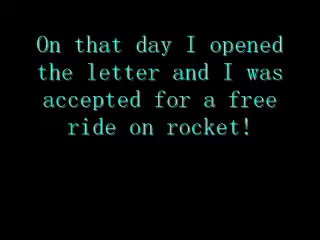 On that day I opened
the letter and I was
accepted for a free
ride on rocket!